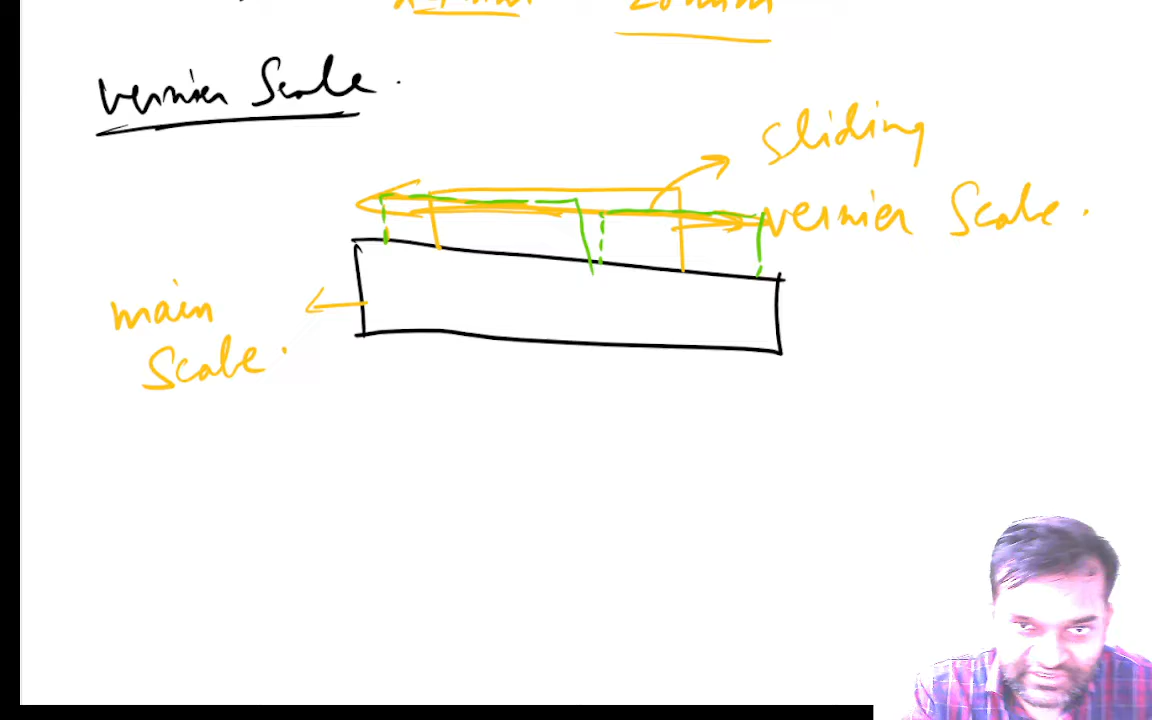 vernier Scale.
sliding
vernier Scale.
main
Scale.